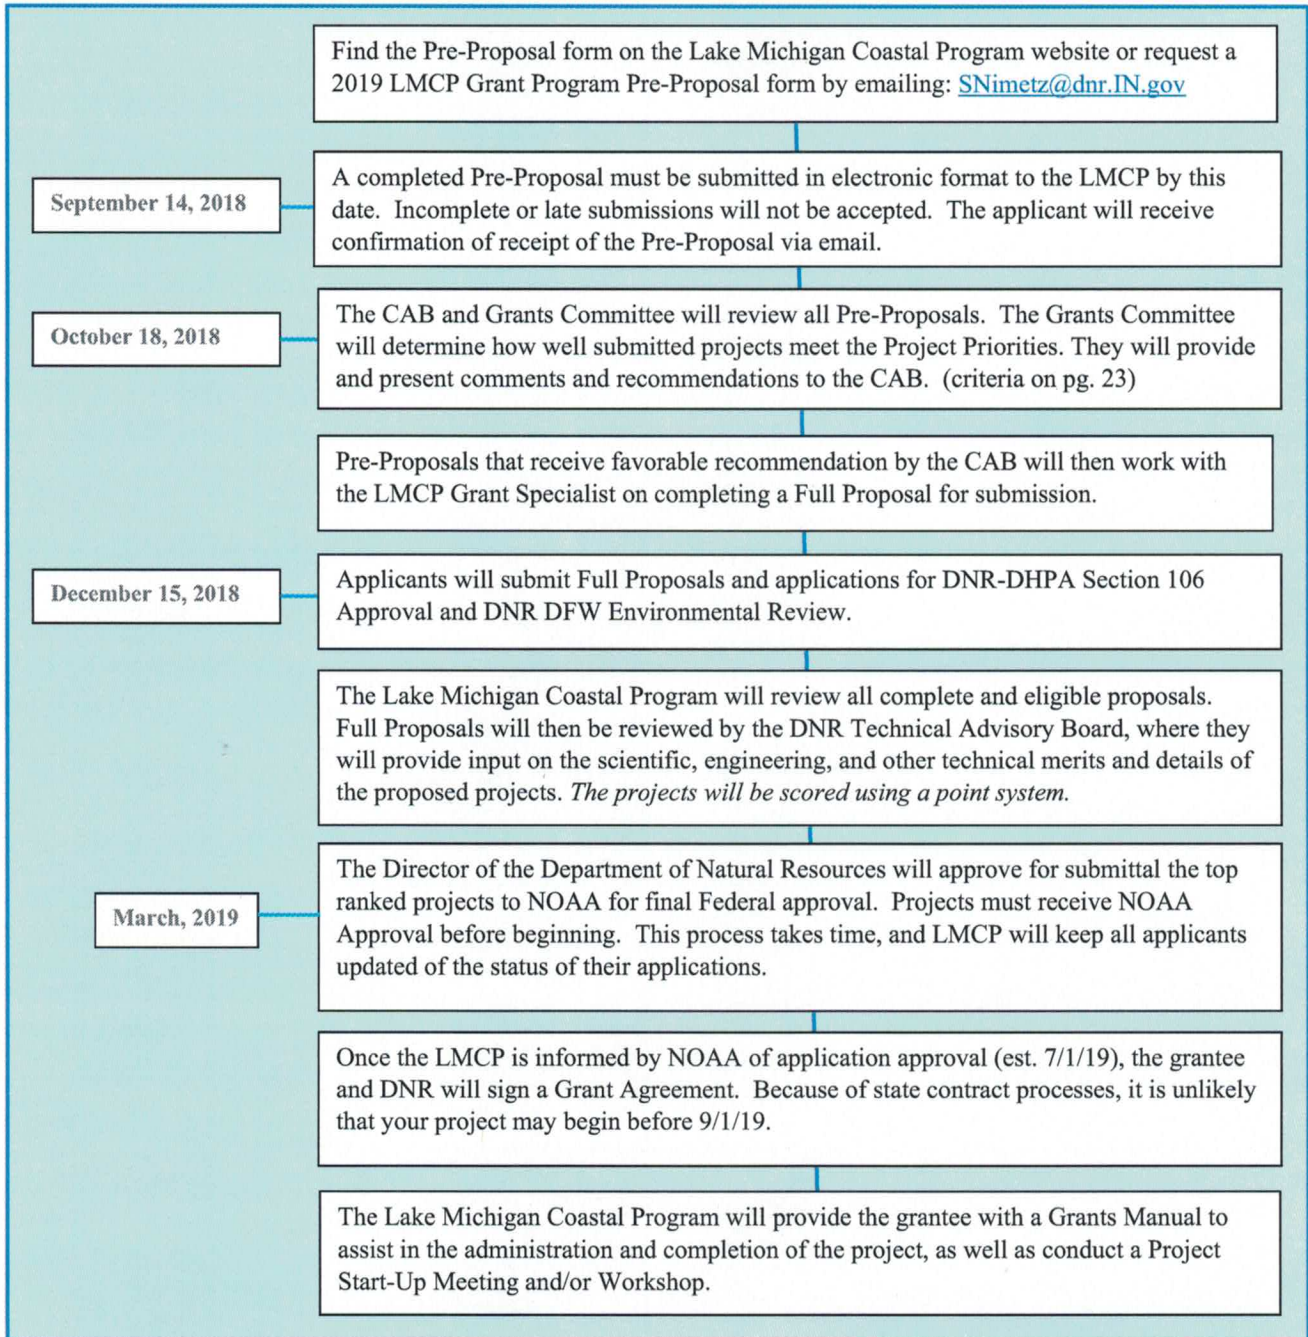 Find the Pre-Proposal form on the Lake Michigan Coastal Program website or request a
2019 LMCP Grant Program Pre-Proposal form by emailing: SNimetz@dnr.IN.gov
September 14, 2018
A completed Pre-Proposal must be submitted in electronic format to the LMCP by this
date.  Incomplete or late submissions will not be accepted.  The applicant will receive
confirmation of receipt of the Pre-Proposal via email.
October 18, 2018
The CAB and Grants Committee will review all Pre-Proposals.  The Grants Committee
will determine how well submitted projects meet the Project Priorities. They will provide
and present comments and recommendations to the CAB.  (criteria on pg. 23)
Pre-Proposals that receive favorable recommendation by the CAB will then work with
the LMCP Grant Specialist on completing a Full Proposal for submission.
December 15, 2018
Applicants will submit Full Proposals and applications for DNR-DHPA Section 106
Approval and DNR DFW Environmental Review.
The Lake Michigan Coastal Program will review all complete and eligible proposals.
Full Proposals will then be reviewed by the DNR Technical Advisory Board, where they
will provide input on the scientific, engineering, and other technical merits and details of
the proposed projects. The projects will be scored using a point system.
March, 2019
The Director of the Department of Natural Resources will approve for submittal the top
ranked projects to NOAA for final Federal approval.  Projects must receive NOAA
Approval before beginning.  This process takes time, and LMCP will keep all applicants
updated of the status of their applications.
Once the LMCP is informed by NOAA of application approval (est. 7/1/19), the grantee
and DNR will sign a Grant Agreement.  Because of state contract processes, it is unlikely
that your project may begin before 9/1/19.
The Lake Michigan Coastal Program will provide the grantee with a Grants Manual to
assist in the administration and completion of the project, as well as conduct a Project
Start-Up Meeting and/or Workshop.